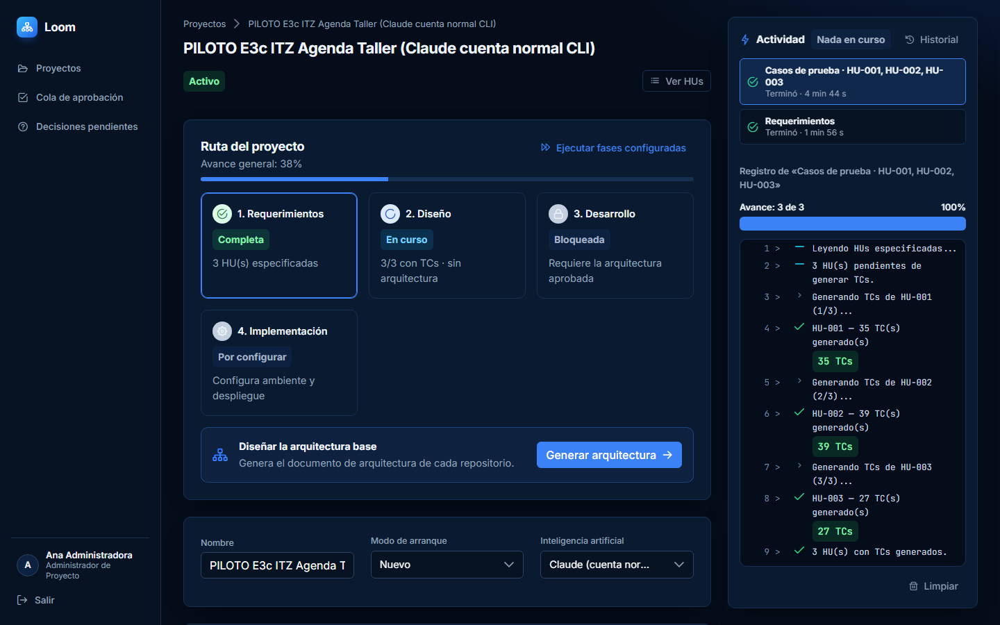 Loom
Proyectos
Cola de aprobación
Decisiones pendientes
A
Ana Administradora
Administrador de
Proyecto
Salir
Proyectos
PILOTO E3c ITZ Agenda Taller (Claude cuenta normal CLI)
PILOTO E3c ITZ Agenda Taller (Claude cuenta normal CLI)
Activo
Ver HUs
Ruta del proyecto
Avance general: 38%
Ejecutar fases configuradas
1. Requerimientos
Completa
3 HU(s) especificadas
2. Diseño
En curso
3/3 con TCs · sin
arquitectura
3. Desarrollo
Bloqueada
Requiere la arquitectura
aprobada
4. Implementación
Por configurar
Configura ambiente y
despliegue
Diseñar la arquitectura base
Genera el documento de arquitectura de cada repositorio.
Generar arquitectura
Nombre
PILOTO E3c ITZ Agenda T
Modo de arranque
Nuevo
Inteligencia artificial
Claude (cuenta nor...
Actividad
Nada en curso
Historial
Casos de prueba · HU-001, HU-002, HU-
003
Terminó · 4 min 44 s
Requerimientos
Terminó · 1 min 56 s
Registro de «Casos de prueba · HU-001, HU-002,
HU-003»
Avance: 3 de 3
100%
1 > Leyendo HUs especificadas...
2 > 3 HU(s) pendientes de
generar TCs.
3 > Generando TCs de HU-001
(1/3)...
4 > HU-001 — 35 TC(s)
generado(s)
35 TCs
5 > Generando TCs de HU-002
(2/3)...
6 > HU-002 — 39 TC(s)
generado(s)
39 TCs
7 > Generando TCs de HU-003
(3/3)...
8 > HU-003 — 27 TC(s)
generado(s)
27 TCs
9 > 3 HU(s) con TCs generados.
Limpiar